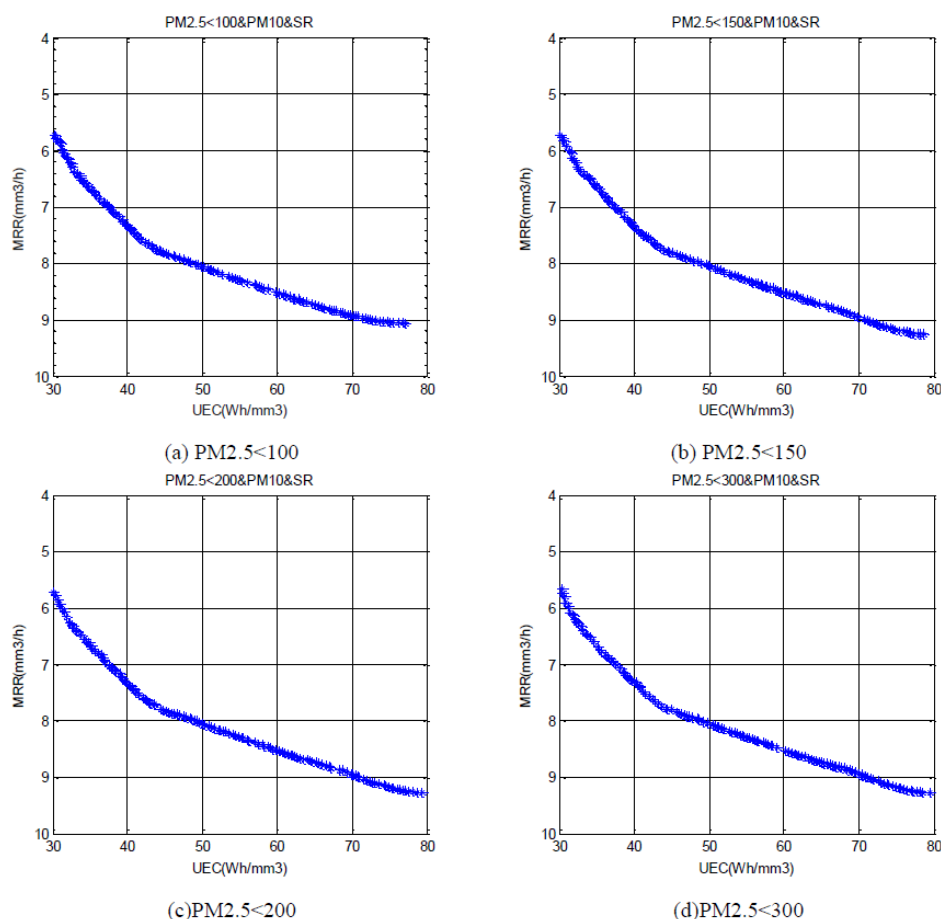 PM2.5<100&PM10&SR
4
5
6
7
8
9
10
MRR(mm3/h)
30 40 50 60 70 80
UEC(Wh/mm3)
(a) PM2.5<100
PM2.5<150&PM10&SR
4
5
6
7
8
9
10
MRR(mm3/h)
30 40 50 60 70 80
UEC(Wh/mm3)
(b) PM2.5<150
PM2.5<200&PM10&SR
4
5
6
7
8
9
10
MRR(mm3/h)
30 40 50 60 70 80
UEC(Wh/mm3)
(c)PM2.5<200
PM2.5<300&PM10&SR
4
5
6
7
8
9
10
MRR(mm3/h)
30 40 50 60 70 80
UEC(Wh/mm3)
(d)PM2.5<300